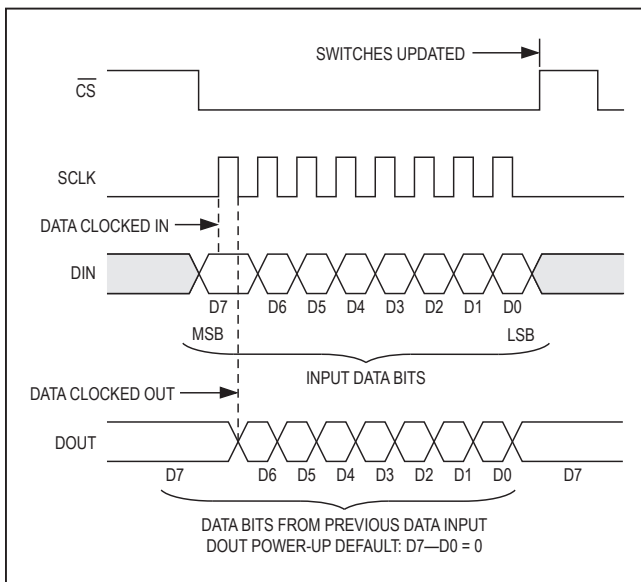 SWITCHES UPDATED
CS
SCLK
DATA CLOCKED IN
DIN
D7 D6 D5 D4 D3 D2 D1 D0
MSB LSB
INPUT DATA BITS
DATA CLOCKED OUT
DOUT
D7 D6 D5 D4 D3 D2 D1 D0 D7
DATA BITS FROM PREVIOUS DATA INPUT
DOUT POWER-UP DEFAULT: D7—D0 = 0